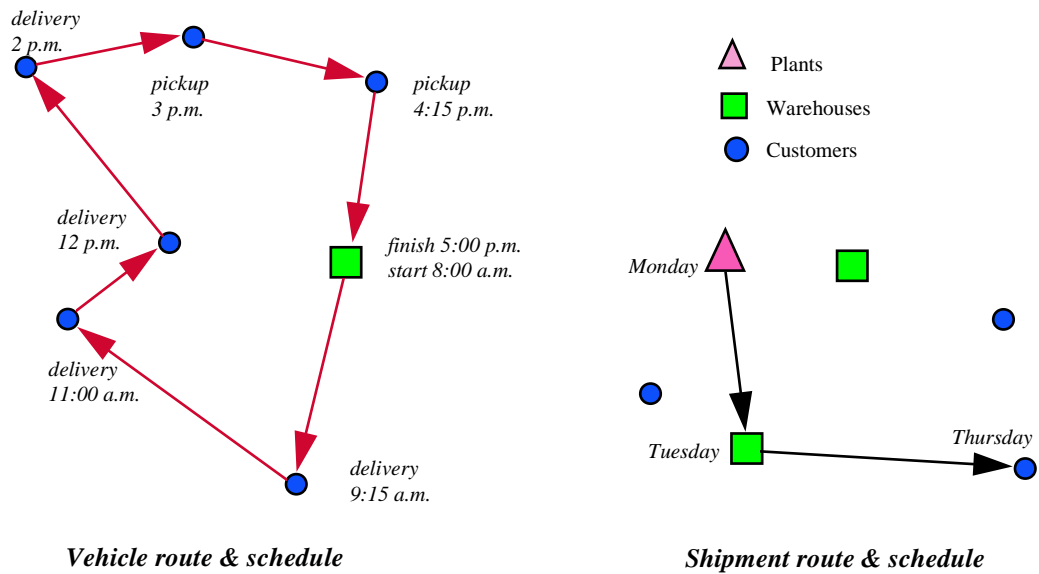 delivery
2 p.m.
pickup
3 p.m.
pickup
4:15 p.m.
delivery
12 p.m.
finish 5:00 p.m.
start 8:00 a.m.
delivery
11:00 a.m.
delivery
9:15 a.m.
Vehicle route & schedule
Plants
Warehouses
Customers
Monday
Tuesday
Thursday
Shipment route & schedule